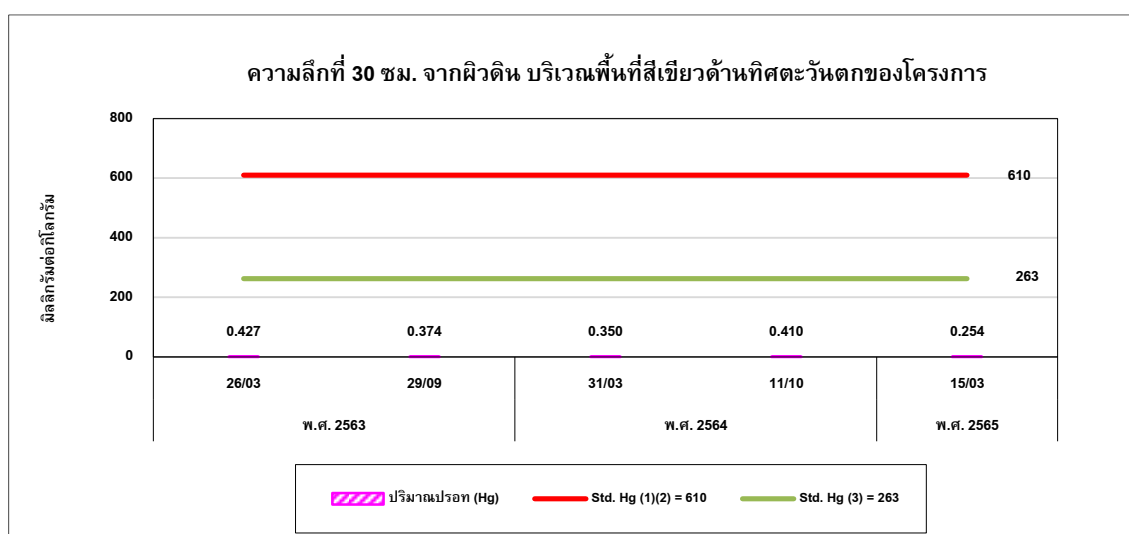 ความลึกที่ 30 ซม. จากผิวดิน บริเวณพื้นที่สีเขียวด้านทิศตะวันตกของโครงการ
มิลลิกรัมต่อกิโลกรัม
800
600
400
200
0
610
263
0.427 0.374 0.350 0.410 0.254
26/03 29/09 31/03 11/10 15/03
พ.ศ. 2563 พ.ศ. 2564 พ.ศ. 2565
ปริมาณปรอท (Hg) Std. Hg (1)(2) = 610 Std. Hg (3) = 263